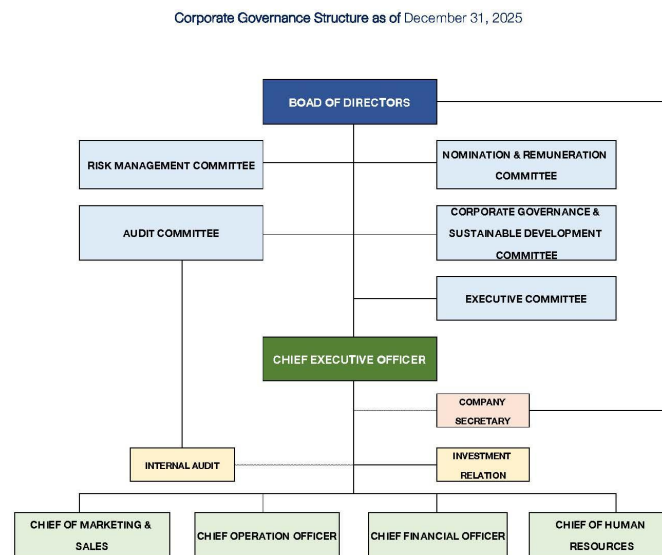 Corporate Governance Structure as of December 31, 2025
BOAD OF DIRECTORS
RISK MANAGEMENT COMMITTEE
NOMINATION & REMUNERATION
COMMITTEE
AUDIT COMMITTEE
CORPORATE GOVERNANCE &
SUSTAINABLE DEVELOPMENT
COMMITTEE
EXECUTIVE COMMITTEE
CHIEF EXECUTIVE OFFICER
COMPANY
SECRETARY
INTERNAL AUDIT
INVESTMENT
RELATION
CHIEF OF MARKETING &
SALES
CHIEF OPERATION OFFICER
CHIEF FINANCIAL OFFICER
CHIEF OF HUMAN
RESOURCES